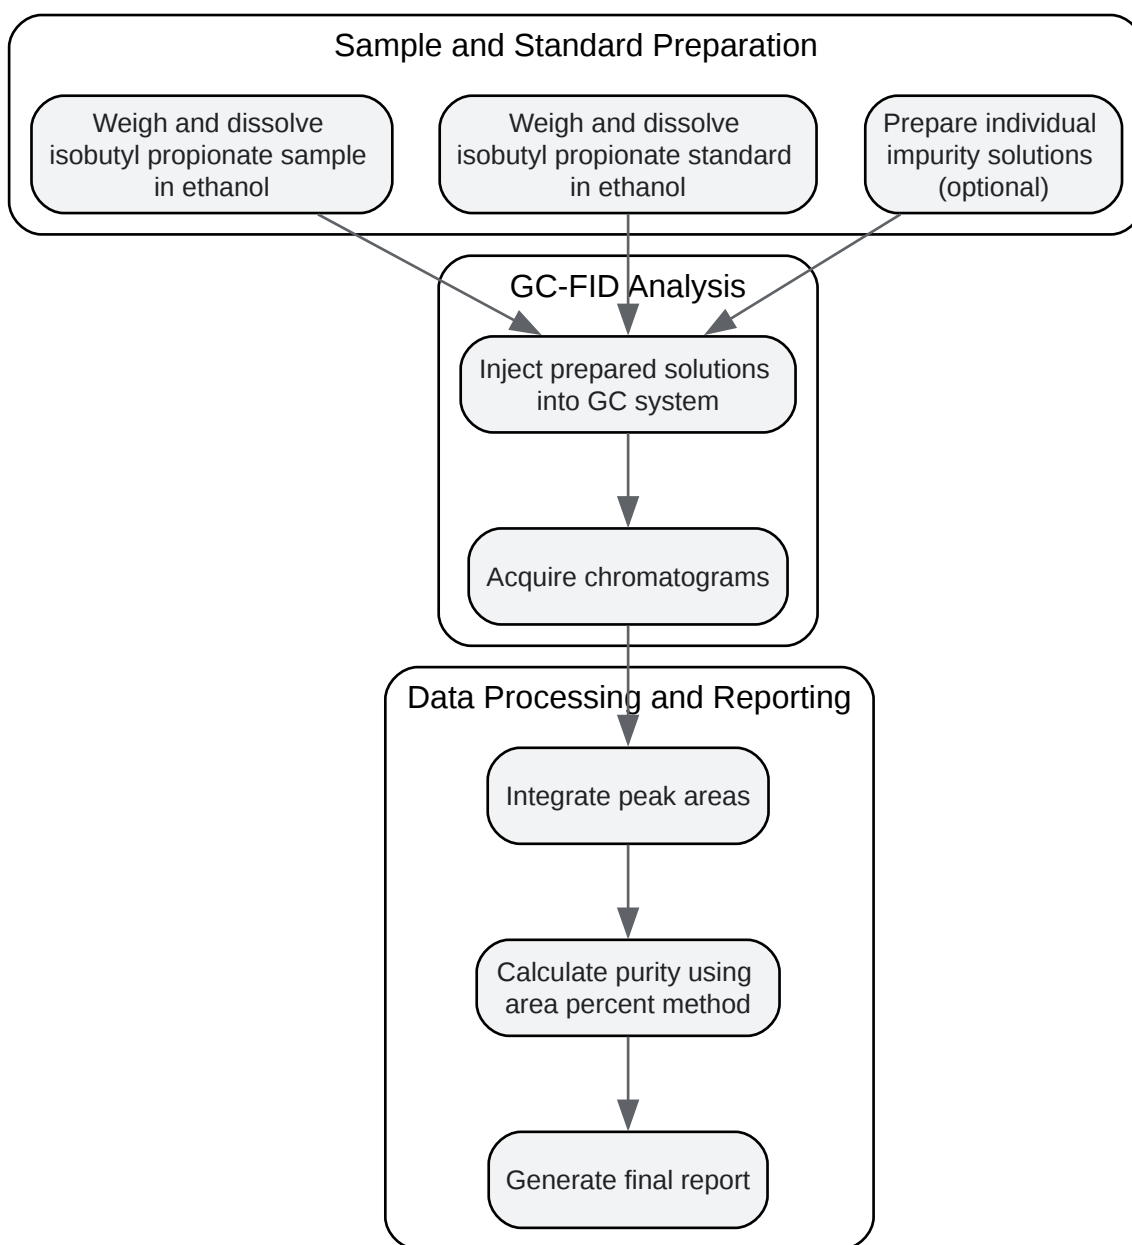 Sample and Standard Preparation
Weigh and dissolve
isobutyl propionate sample
in ethanol
Weigh and dissolve
isobutyl propionate standard
in ethanol
Prepare individual
impurity solutions
(optional)
GC-FID Analysis
Inject prepared solutions
into GC system
Acquire chromatograms
Data Processing and Reporting
Integrate peak areas
Calculate purity using
area percent method
Generate final report